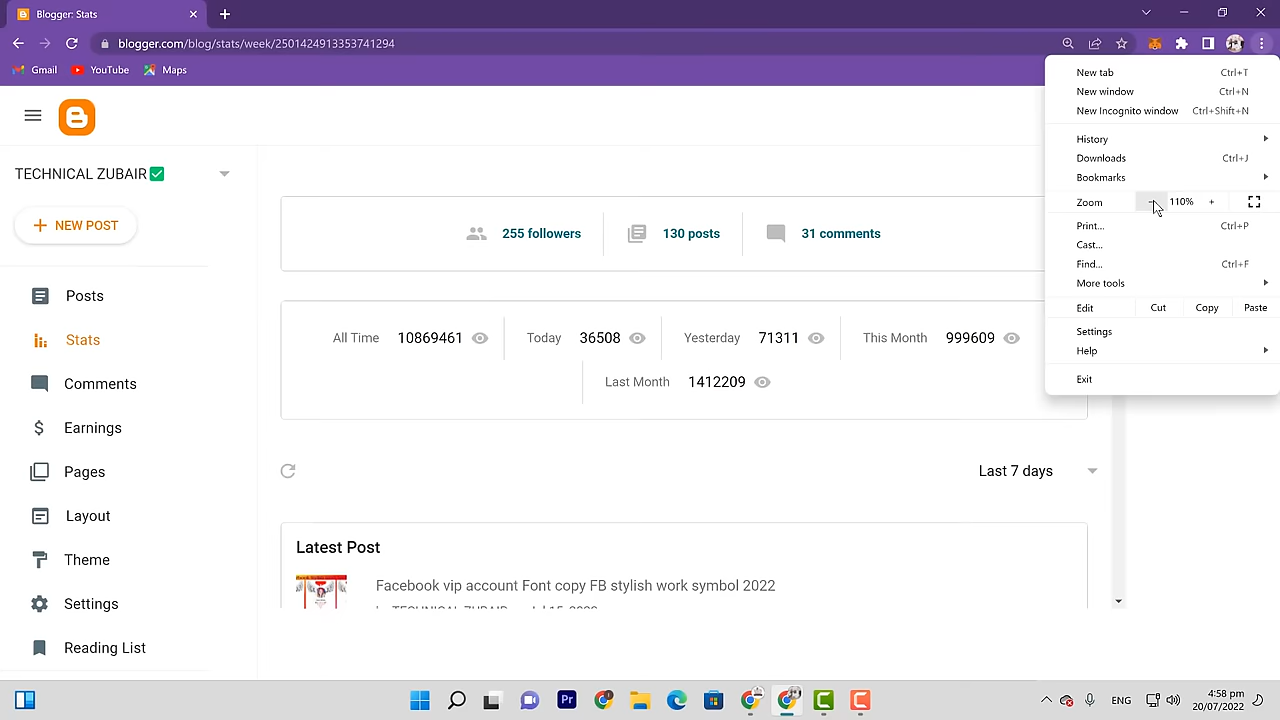 Blogger: Stats
blogger.com/blog/stats/week/2501424913353741294
Gmail YouTube Maps
TECHNICAL ZUBAIR
NEW POST
Posts
Stats
Comments
Earnings
Pages
Layout
Theme
Settings
Reading List
255 followers 130 posts 31 comments
All Time 10869461 Today 36508 Yesterday 71311 This Month 999609
Last Month 1412209
Last 7 days
Latest Post
Facebook vip account Font copy FB stylish work symbol 2022
New tab Ctrl+T
New window Ctrl+N
New Incognito window Ctrl+Shift+N
History
Downloads Ctrl+J
Bookmarks
Zoom - 110% +
Print... Ctrl+P
Cast...
Find... Ctrl+F
More tools
Edit Cut Copy Paste
Settings
Help
Exit
Pr
ENG
4:58 pm
20/07/2022